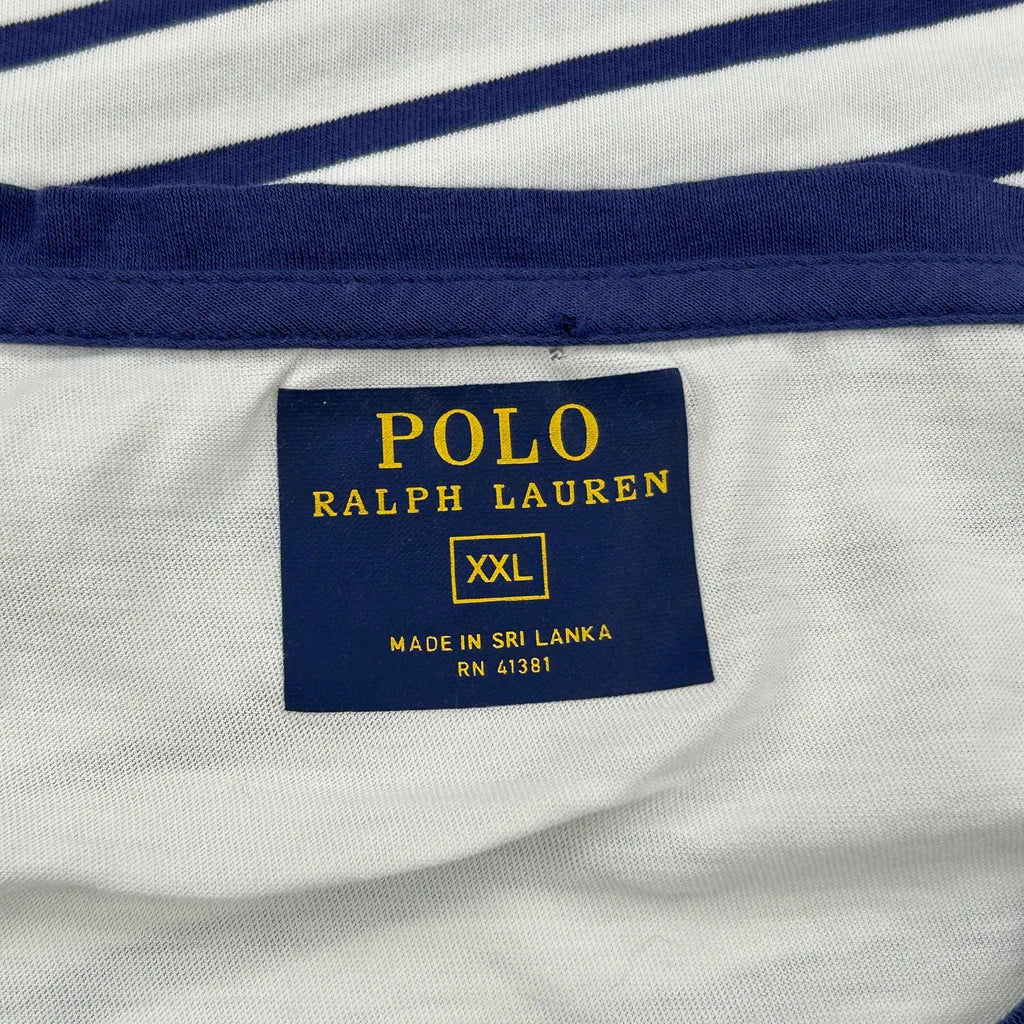 POLO
RALPH LAUREN
XXL
MADE IN SRI LANKA
RN 41381